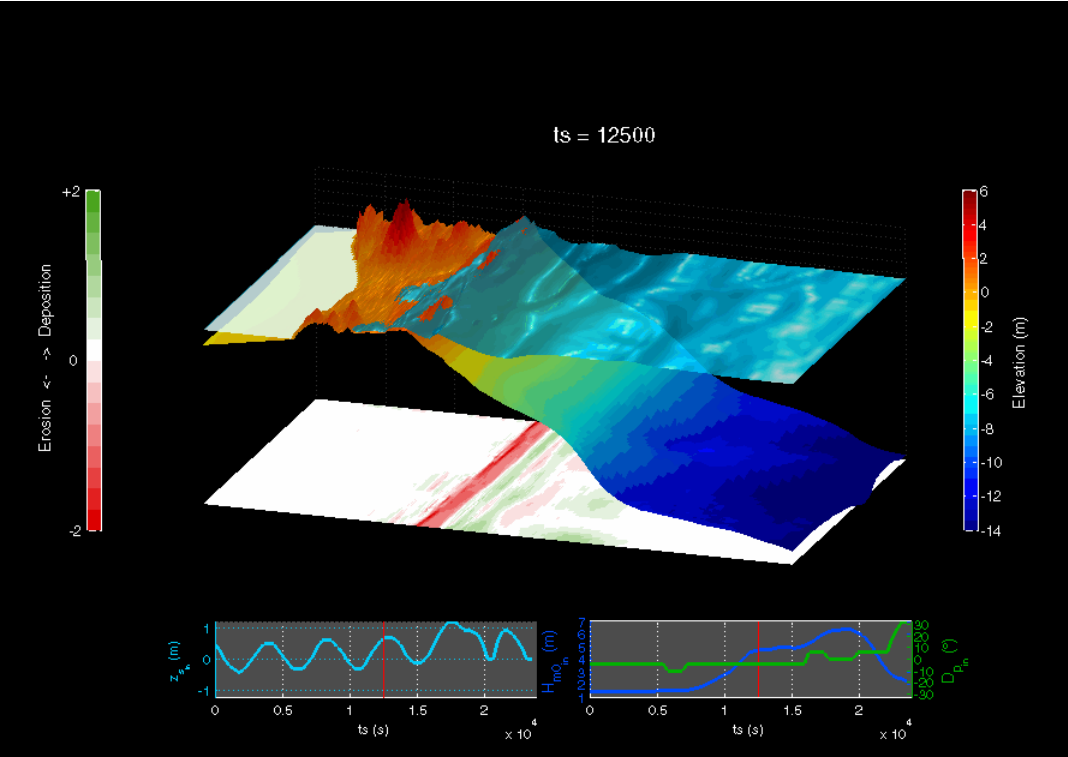 ts = 12500
+2
0
-2
Erosion <- -> Deposition
6
4
2
0
-2
-4
-6
-8
-10
-12
-14
Elevation (m)
1
0
-1
z_s_in (m)
0 0.5 1 1.5 2
ts (s)
x 10^4
7
6
5
4
3
2
1
H_m0_in (m)
30
20
10
0
-10
-20
-30
D_p_in (°)
0 0.5 1 1.5 2
ts (s)
x 10^4